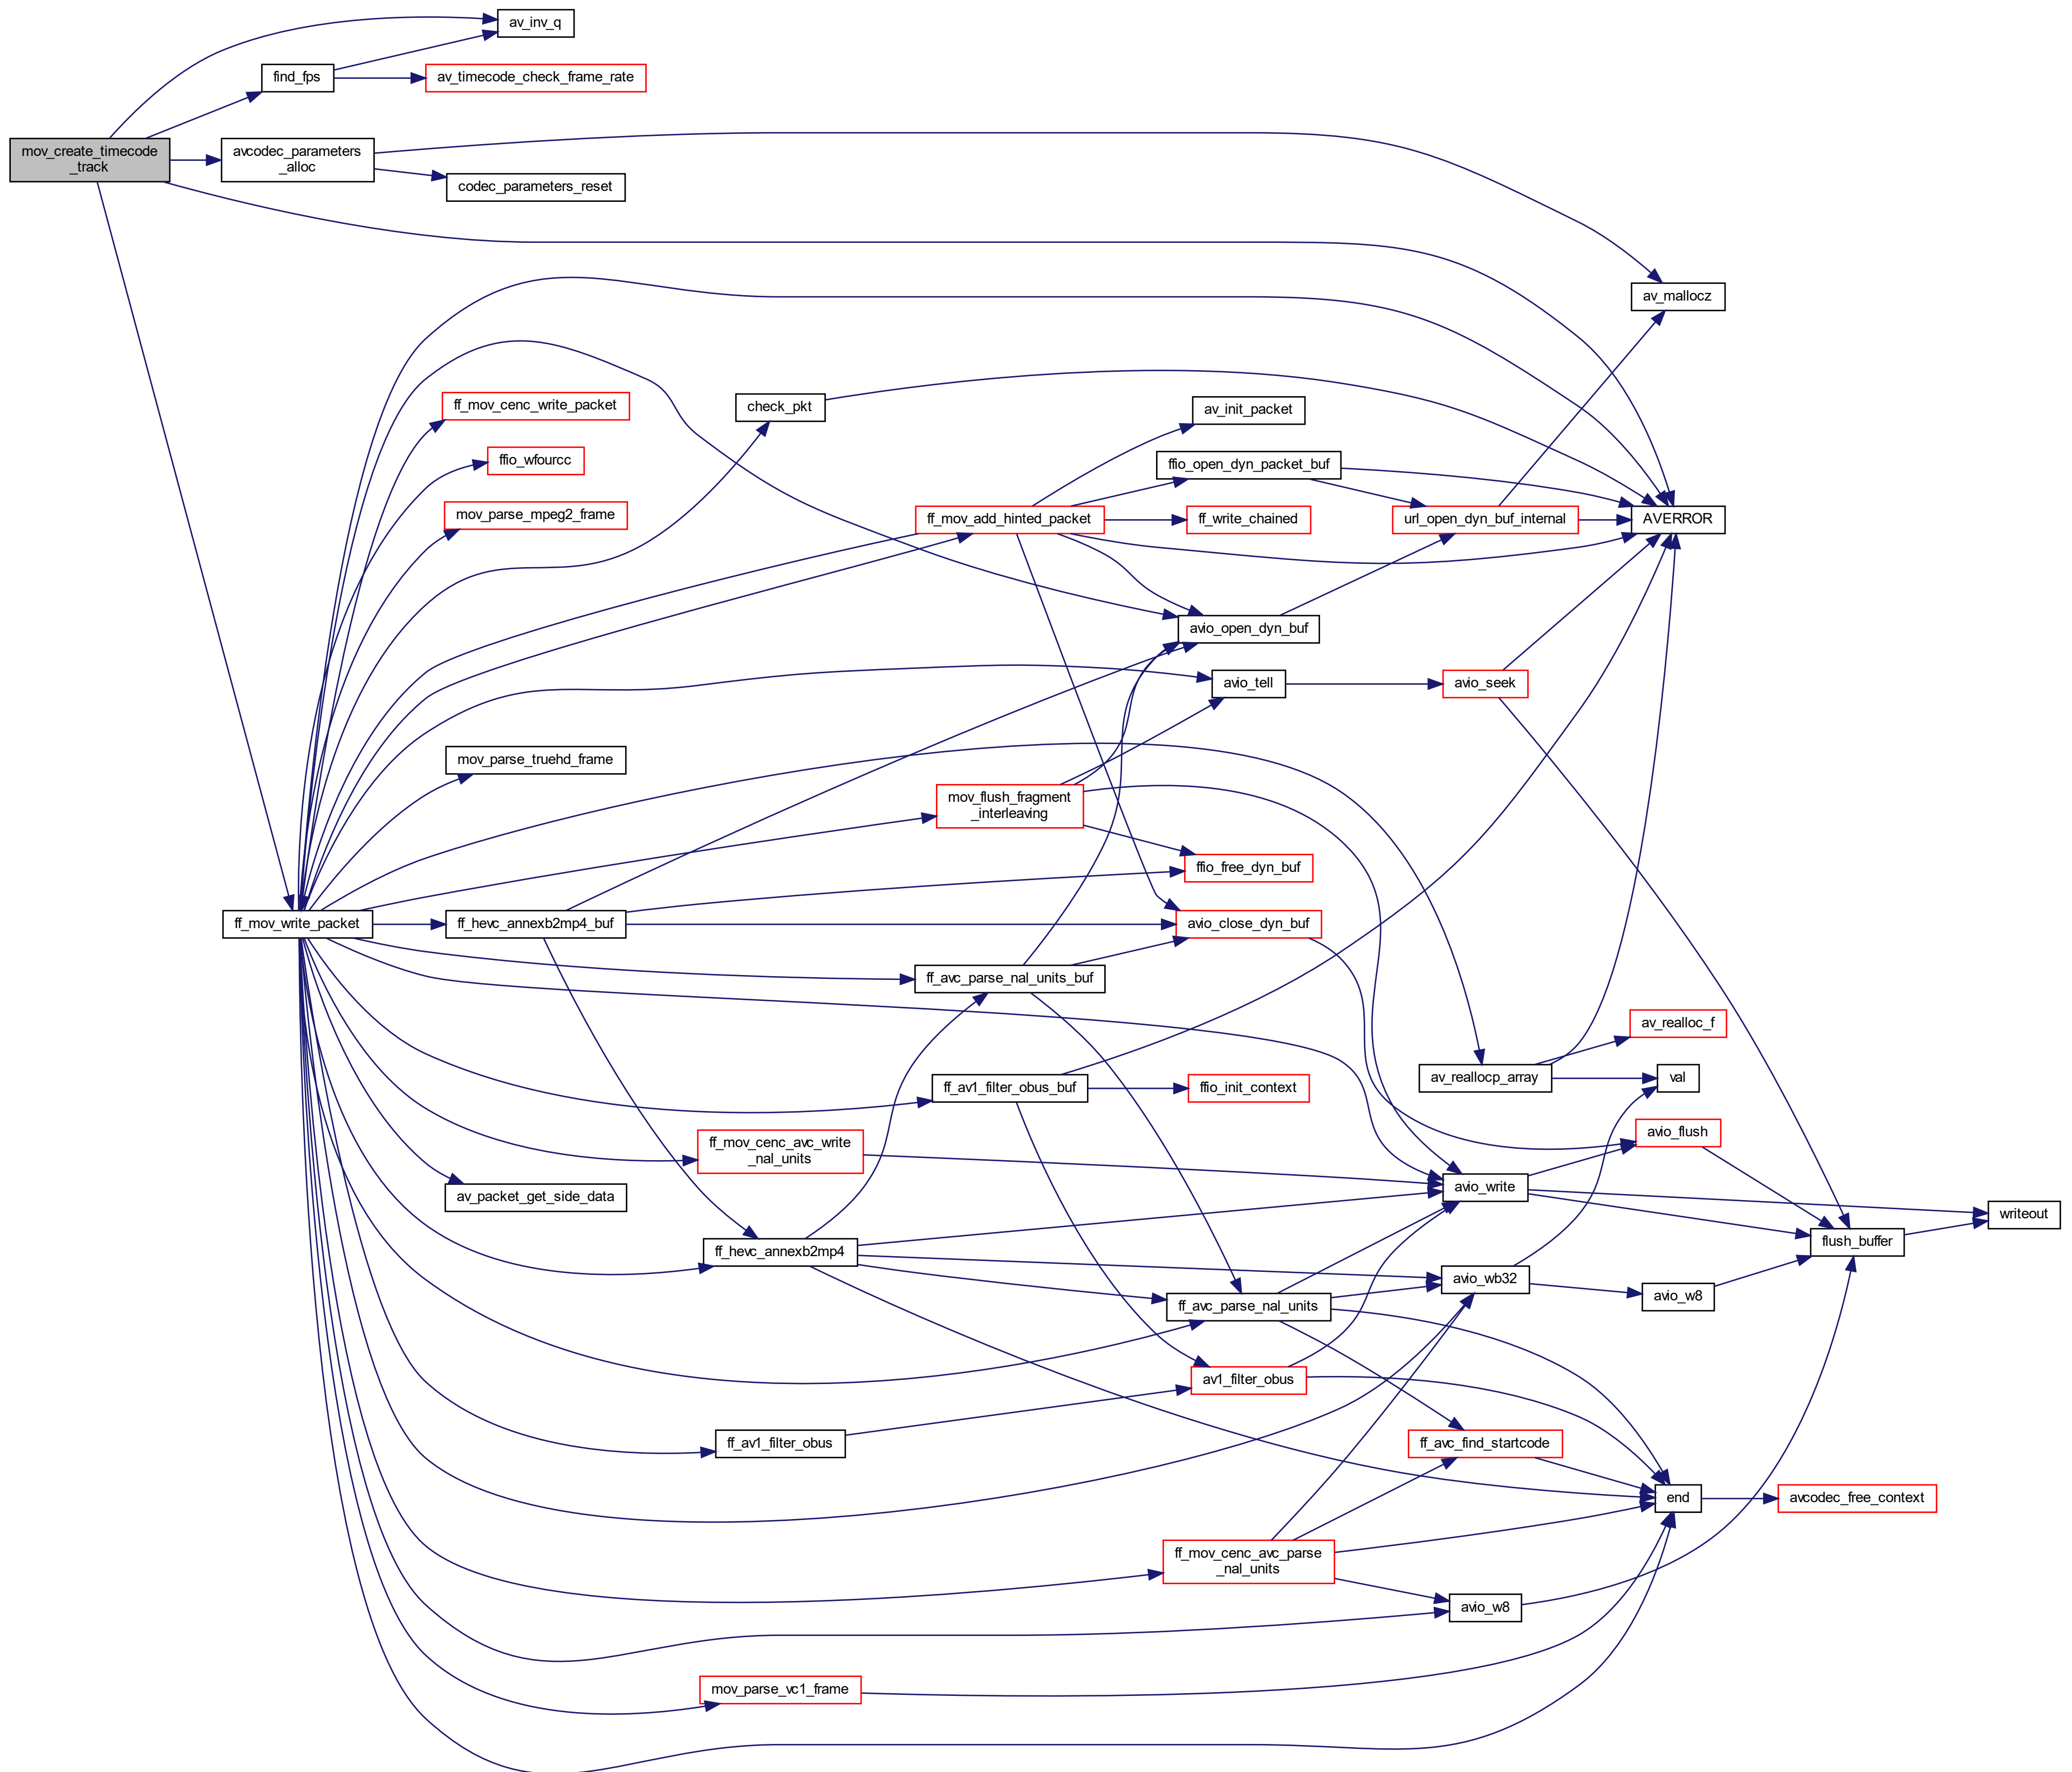 av_inv_q
find_fps
av_timecode_check_frame_rate
mov_create_timecode
_track
avcodec_parameters
_alloc
codec_parameters_reset
av_mallocz
ff_mov_cenc_write_packet
check_pkt
av_init_packet
ffio_wfourcc
ffio_open_dyn_packet_buf
mov_parse_mpeg2_frame
ff_mov_add_hinted_packet
ff_write_chained
url_open_dyn_buf_internal
AVERROR
avio_open_dyn_buf
avio_tell
avio_seek
mov_parse_truehd_frame
mov_flush_fragment
_interleaving
ffio_free_dyn_buf
ff_mov_write_packet
ff_hevc_annexb2mp4_buf
avio_close_dyn_buf
ff_avc_parse_nal_units_buf
av_realloc_f
ff_av1_filter_obus_buf
ffio_init_context
av_reallocp_array
val
avio_flush
ff_mov_cenc_avc_write
_nal_units
av_packet_get_side_data
avio_write
writeout
flush_buffer
ff_hevc_annexb2mp4
avio_wb32
avio_w8
ff_avc_parse_nal_units
av1_filter_obus
ff_av1_filter_obus
ff_avc_find_startcode
end
avcodec_free_context
ff_mov_cenc_avc_parse
_nal_units
avio_w8
mov_parse_vc1_frame